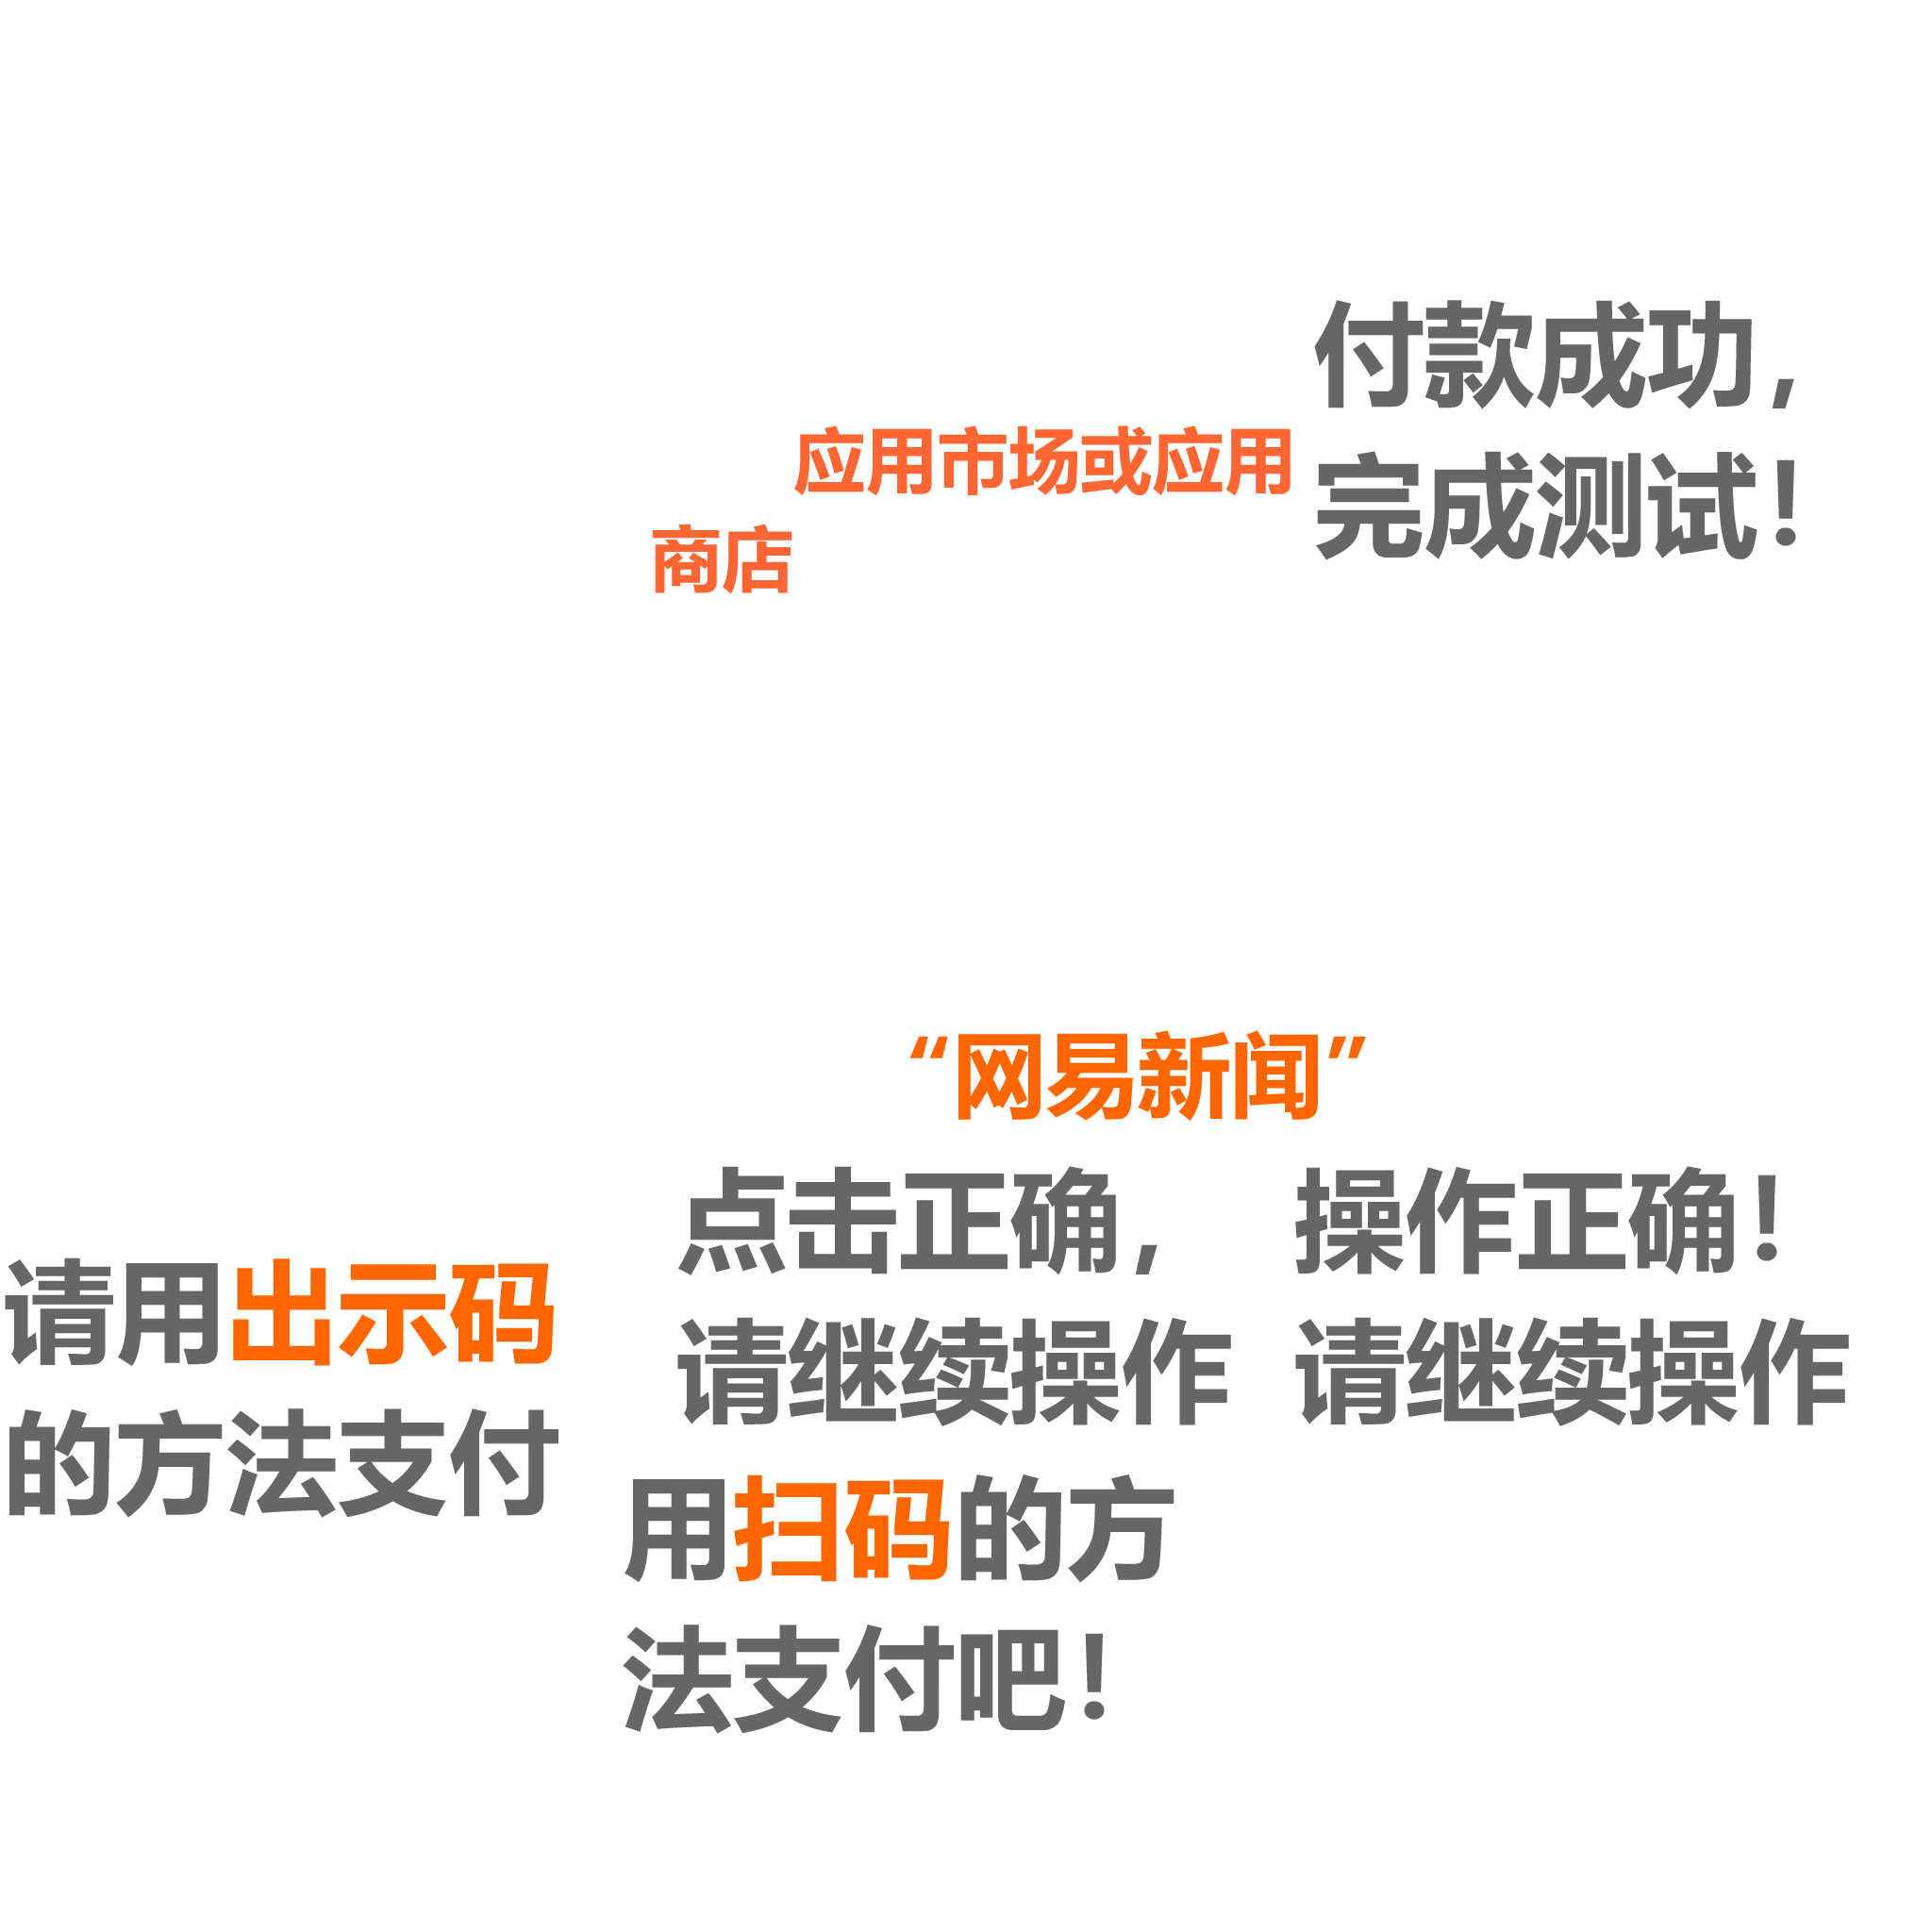 付款成功,
完成测试!
应用市场或应用
商店
“网易新闻”
点击正确,
请继续操作
操作正确!
请继续操作
请用出示码
的方法支付
用扫码的方
法支付吧!